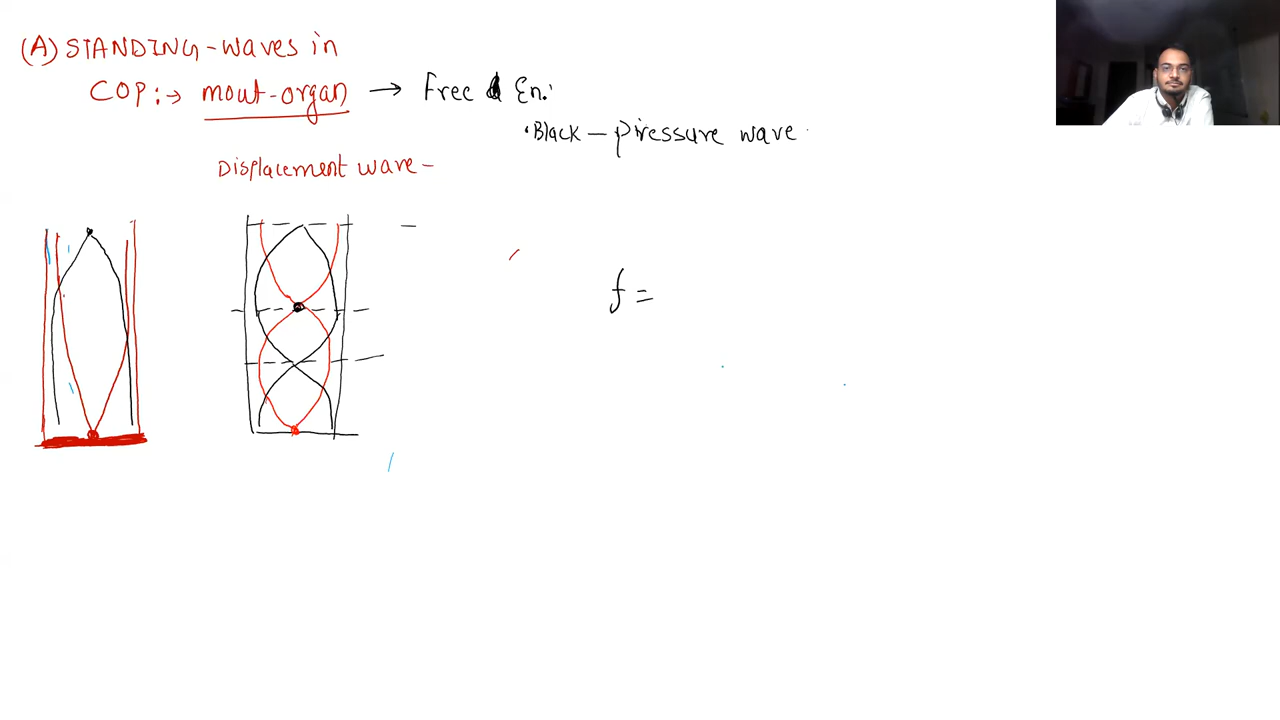 (A) STANDING-waves in
COP:→ mout-organ → Free En.
Black — pressure wave
Displacement wave –
f =